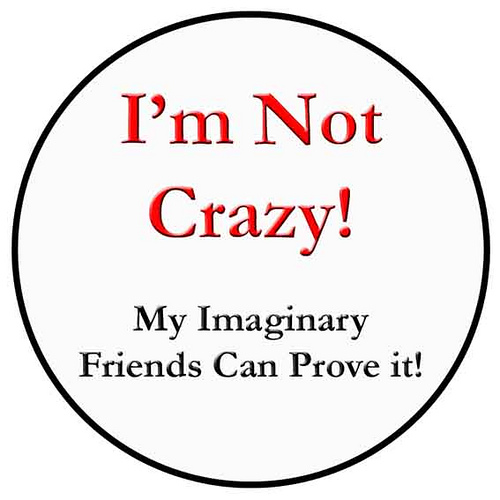 I'm Not
Crazy!
My Imaginary
Friends Can Prove it!